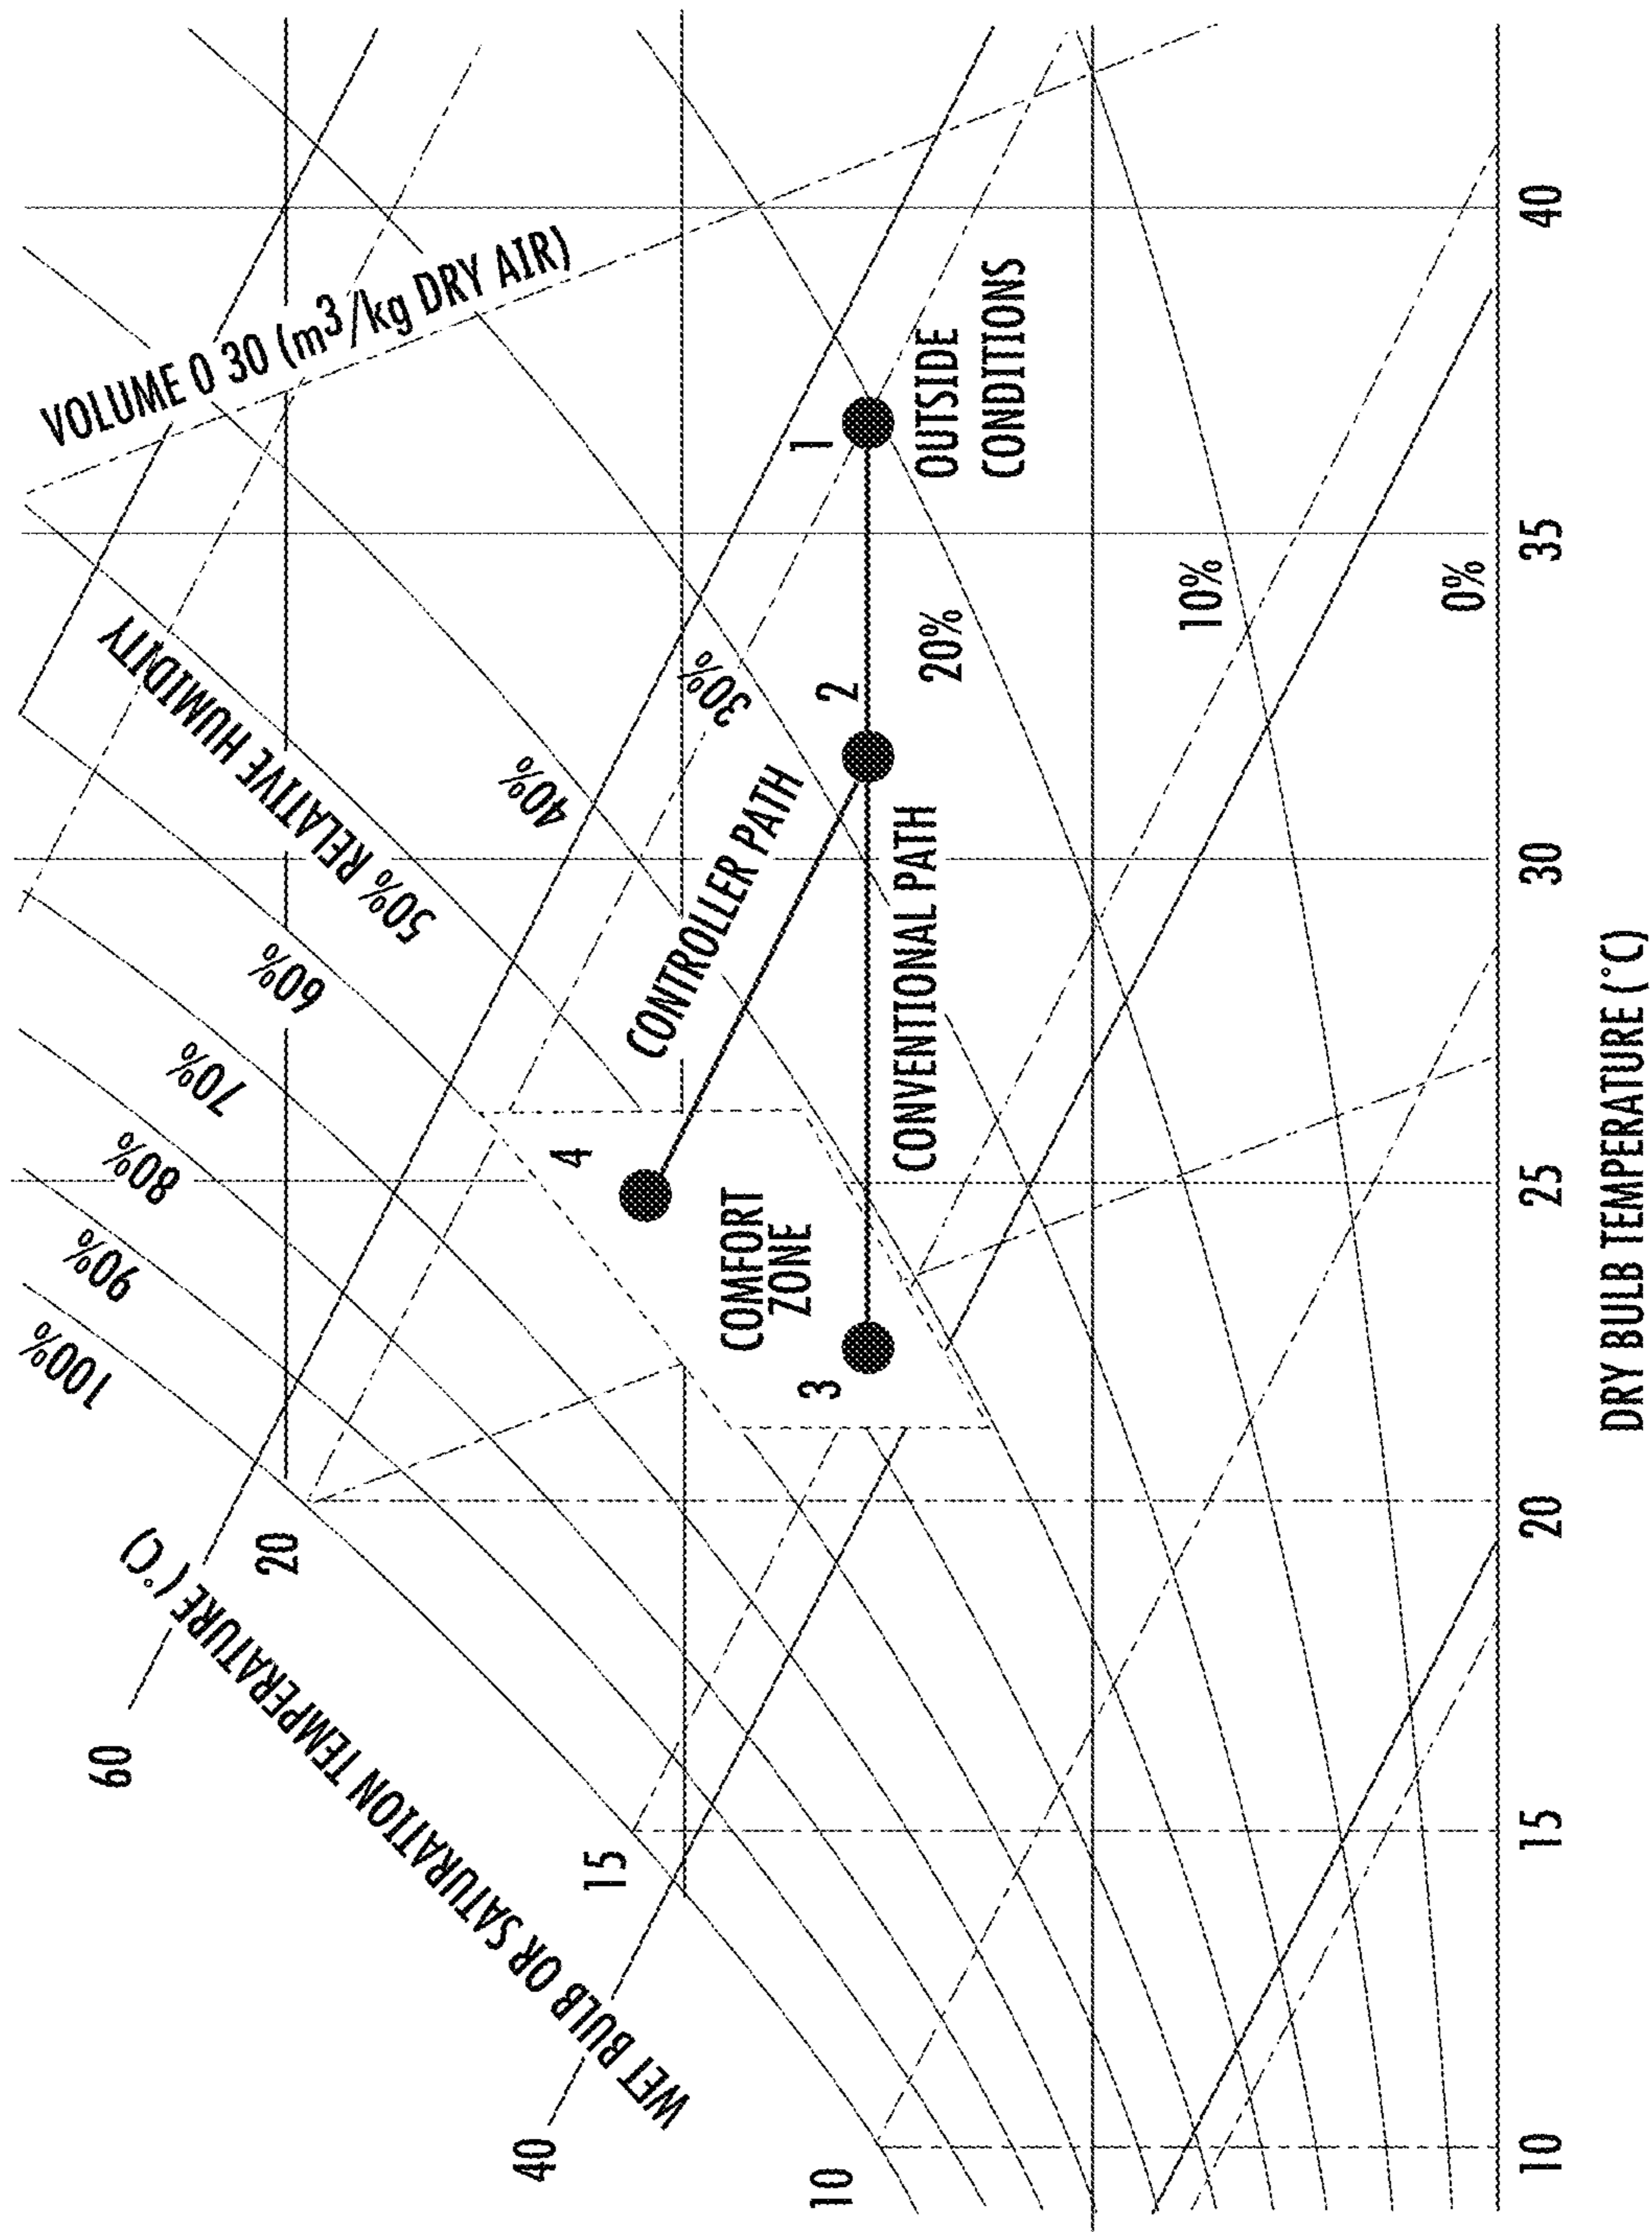 VOLUME 0 30 (m³/kg DRY AIR)
50% RELATIVE HUMIDITY
100%
90%
80%
70%
60%
40%
30%
20%
10%
0%
WET BULB OR SATURATION TEMPERATURE (°C)
60
40
20
15
10
1
OUTSIDE
CONDITIONS
2
CONTROLLER PATH
CONVENTIONAL PATH
4
COMFORT
ZONE
3
10
15
20
25
30
35
40
DRY BULB TEMPERATURE (°C)